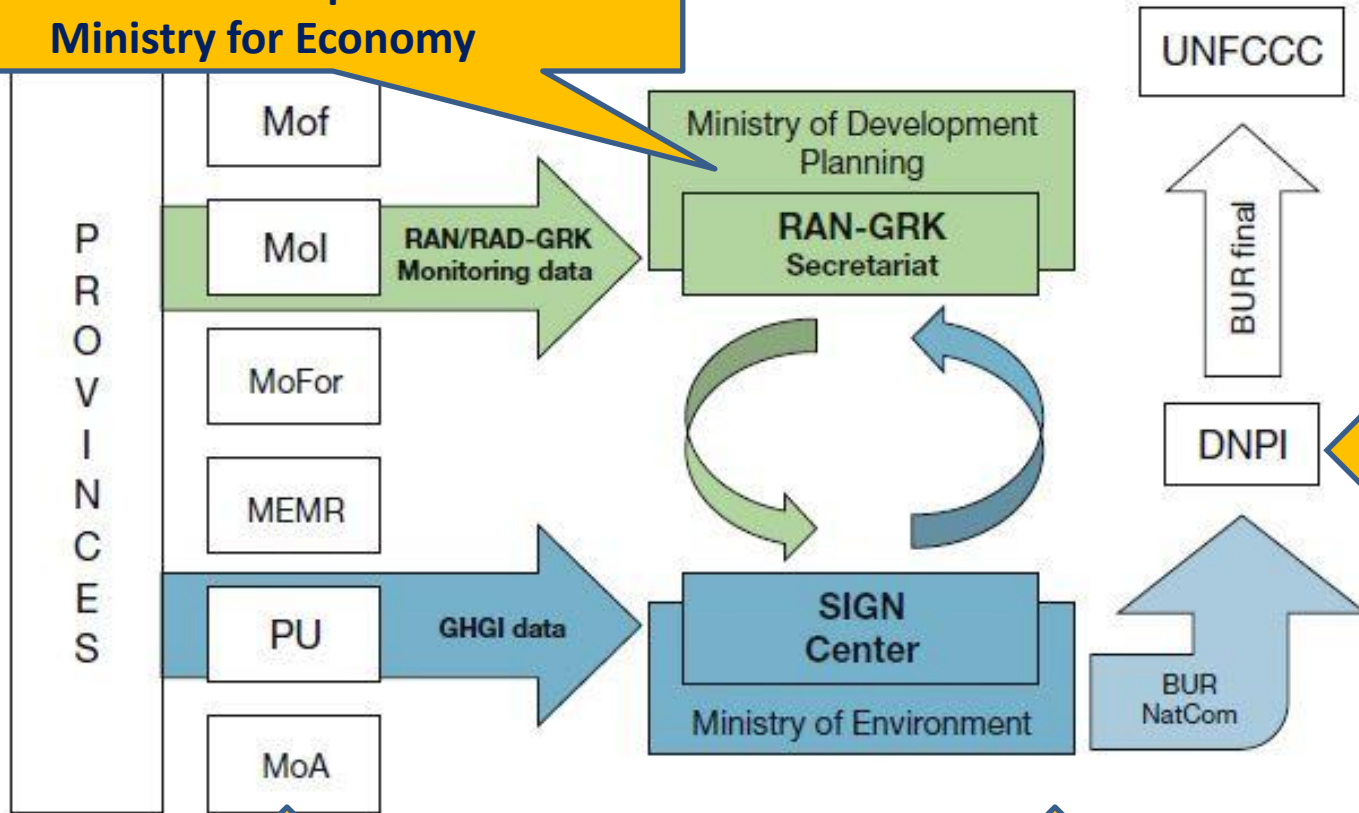 Ministry for Economy
UNFCCC
Mof
Ministry of Development
Planning
P
R
O
V
I
N
C
E
S
MoI
RAN/RAD-GRK
Monitoring data
RAN-GRK
Secretariat
BUR final
MoFor
DNPI
MEMR
PU
GHGI data
SIGN
Center
BUR
NatCom
Ministry of Environment
MoA